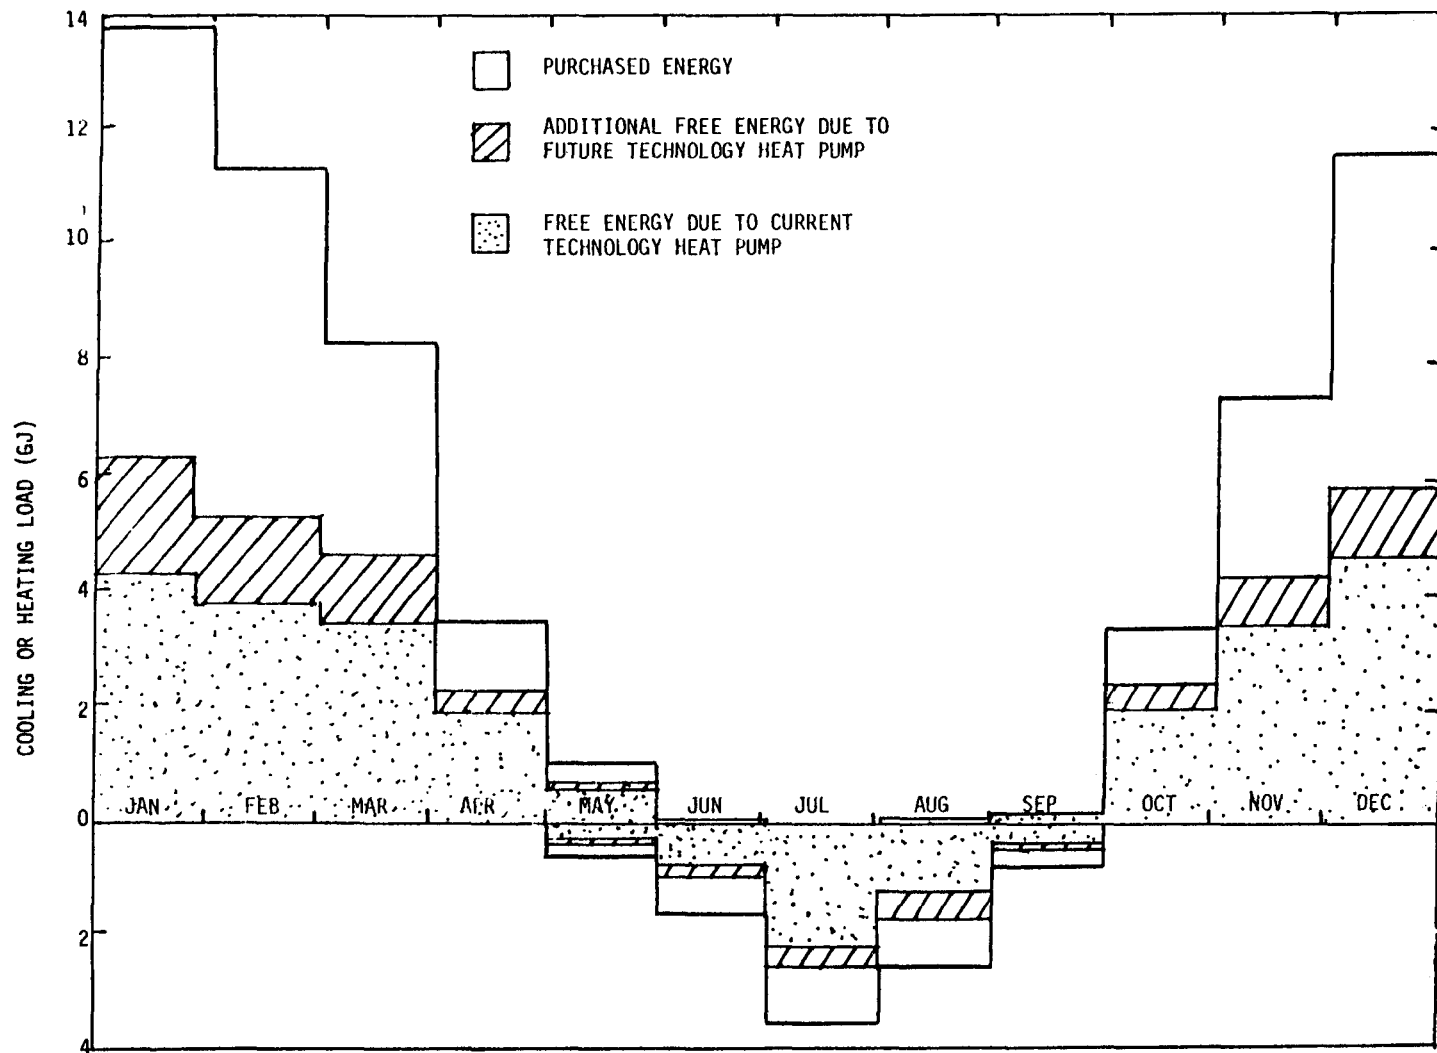 14
12
10
8
6
4
2
0
2
4
COOLING OR HEATING LOAD (GJ)
PURCHASED ENERGY
ADDITIONAL FREE ENERGY DUE TO
FUTURE TECHNOLOGY HEAT PUMP
FREE ENERGY DUE TO CURRENT
TECHNOLOGY HEAT PUMP
JAN FEB MAR APR MAY JUN JUL AUG SEP OCT NOV DEC